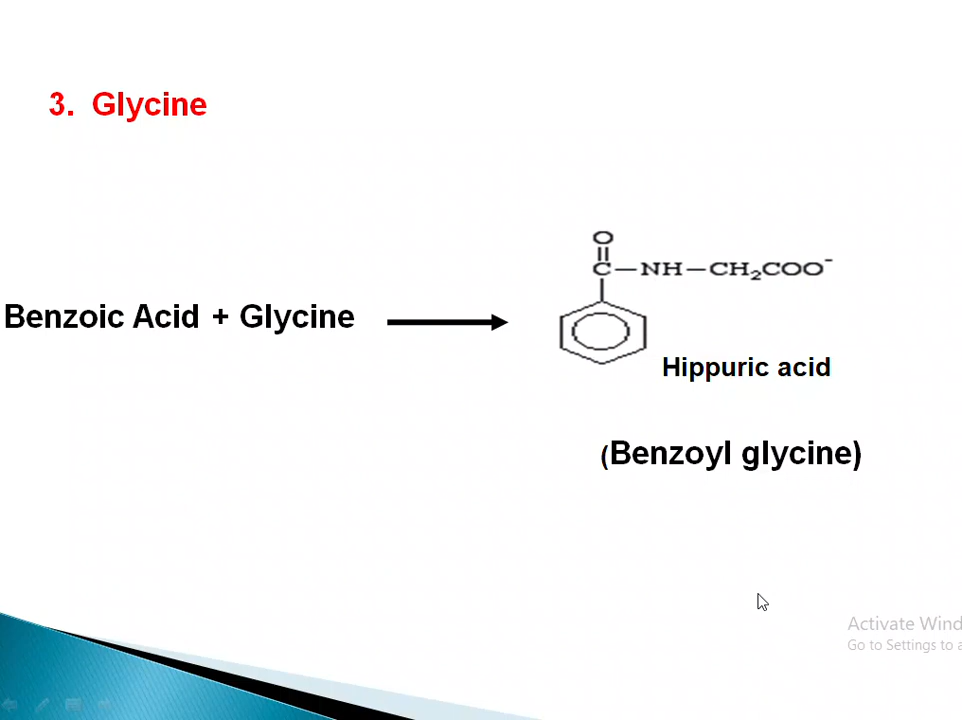 3. Glycine
O
C—NH—CH₂COO⁻
Benzoic Acid + Glycine
Hippuric acid
(Benzoyl glycine)
Activate Wind
Go to Settings to a